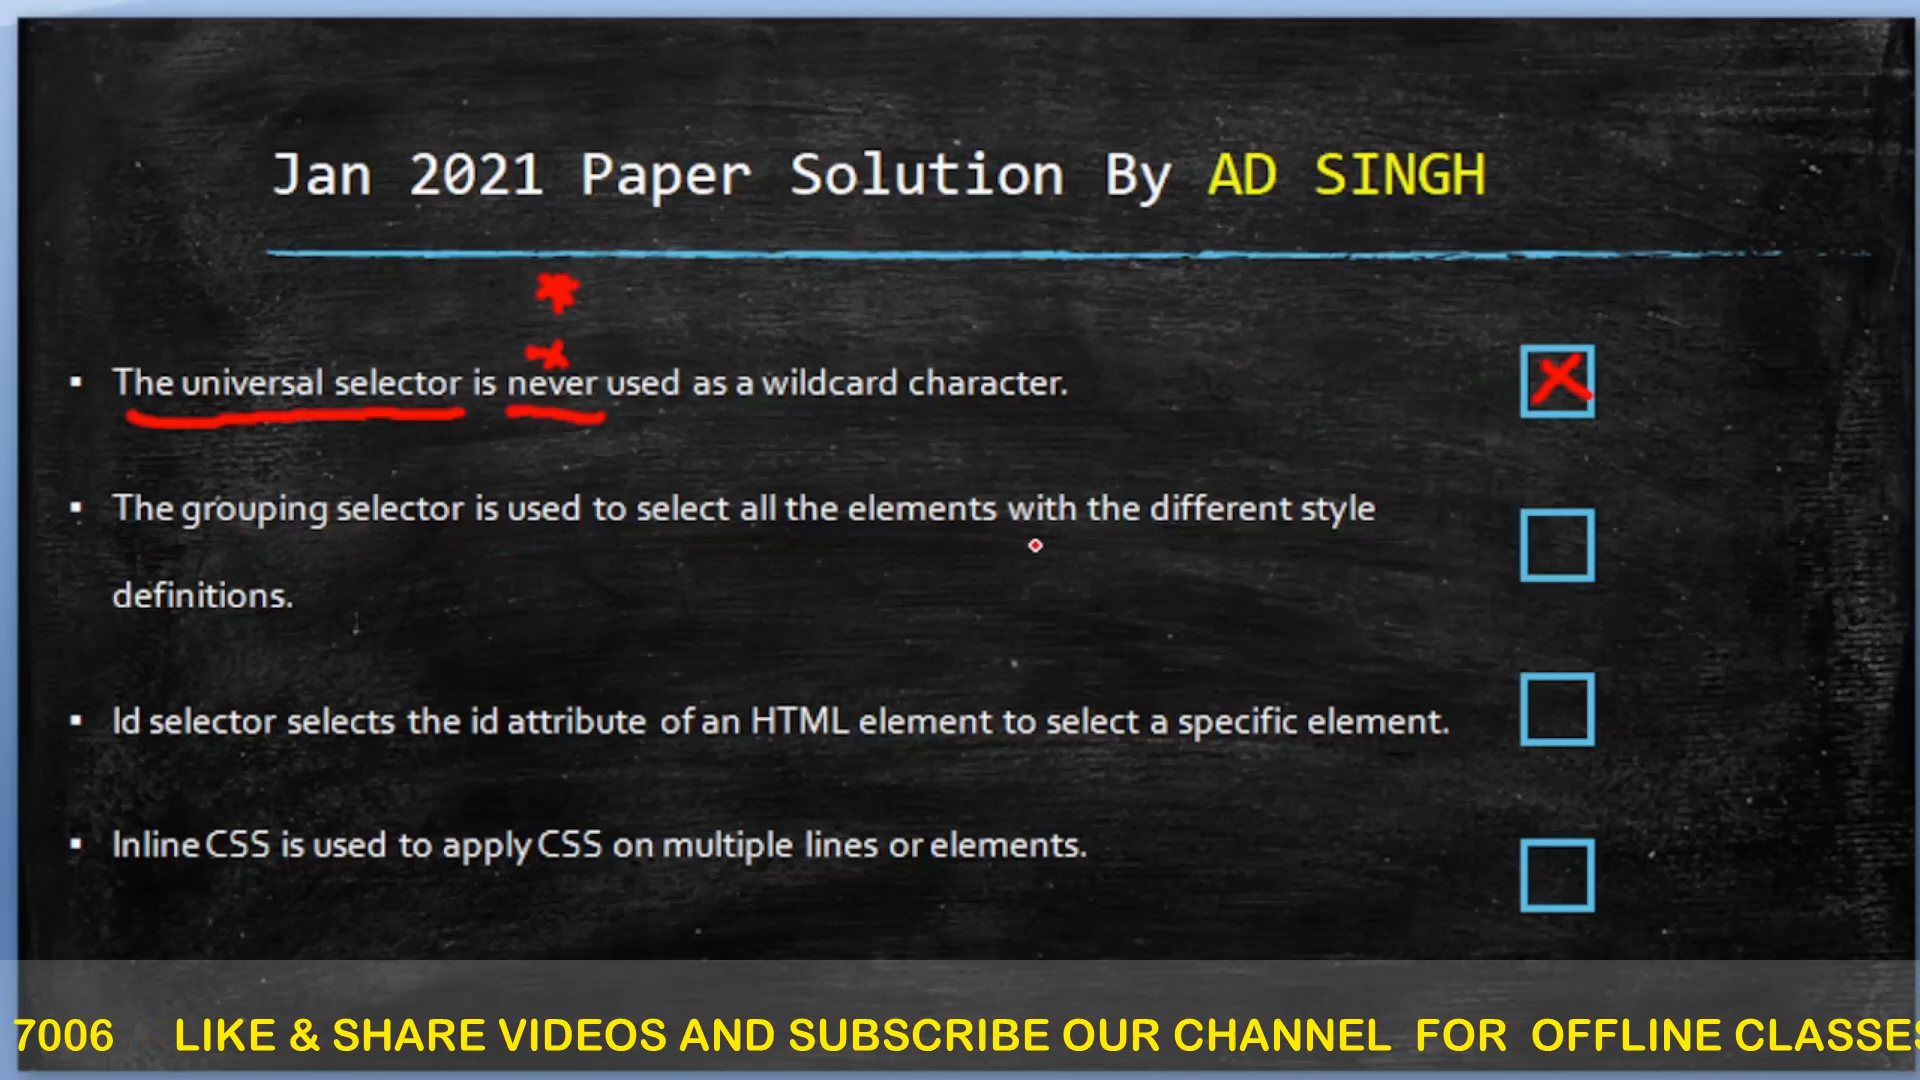 Jan 2021 Paper Solution By AD SINGH
*
▪ The universal selector is never used as a wildcard character.
▪ The grouping selector is used to select all the elements with the different style
definitions.
▪ Id selector selects the id attribute of an HTML element to select a specific element.
▪ Inline CSS is used to apply CSS on multiple lines or elements.
7006 LIKE & SHARE VIDEOS AND SUBSCRIBE OUR CHANNEL FOR OFFLINE CLASSES